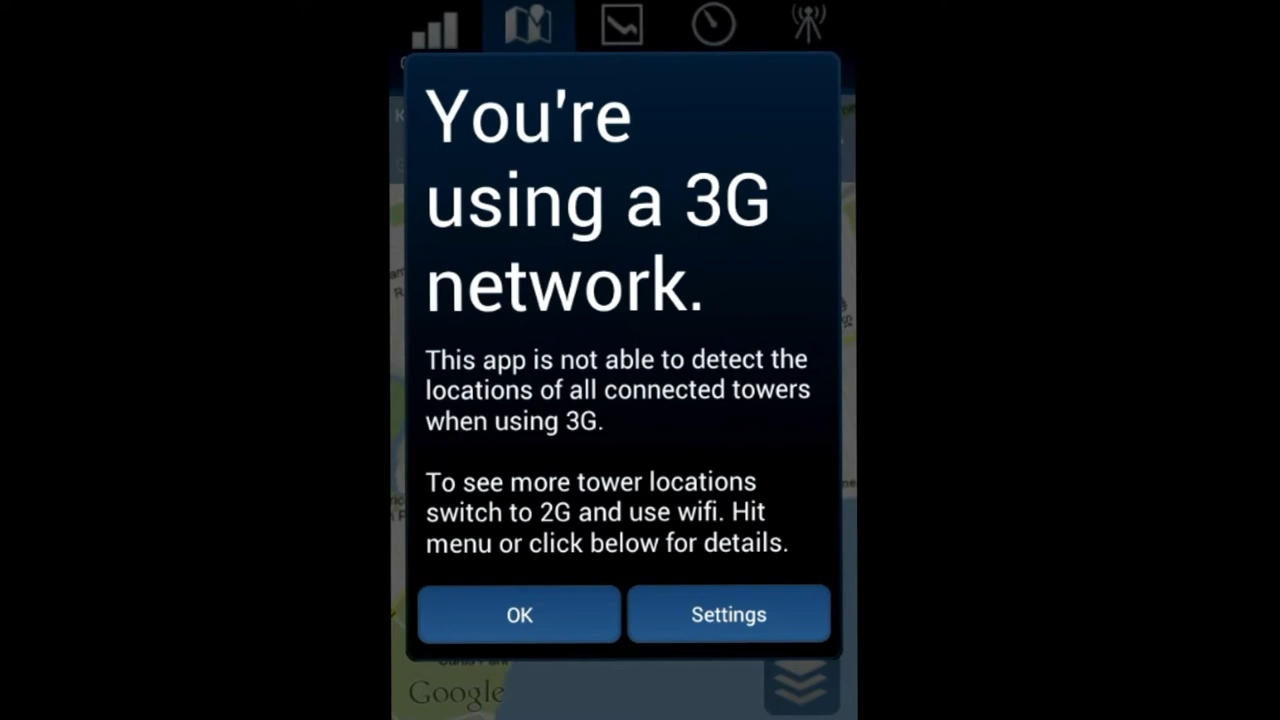 You're
using a 3G
network.
This app is not able to detect the
locations of all connected towers
when using 3G.
To see more tower locations
switch to 2G and use wifi. Hit
menu or click below for details.
OK
Settings
Google